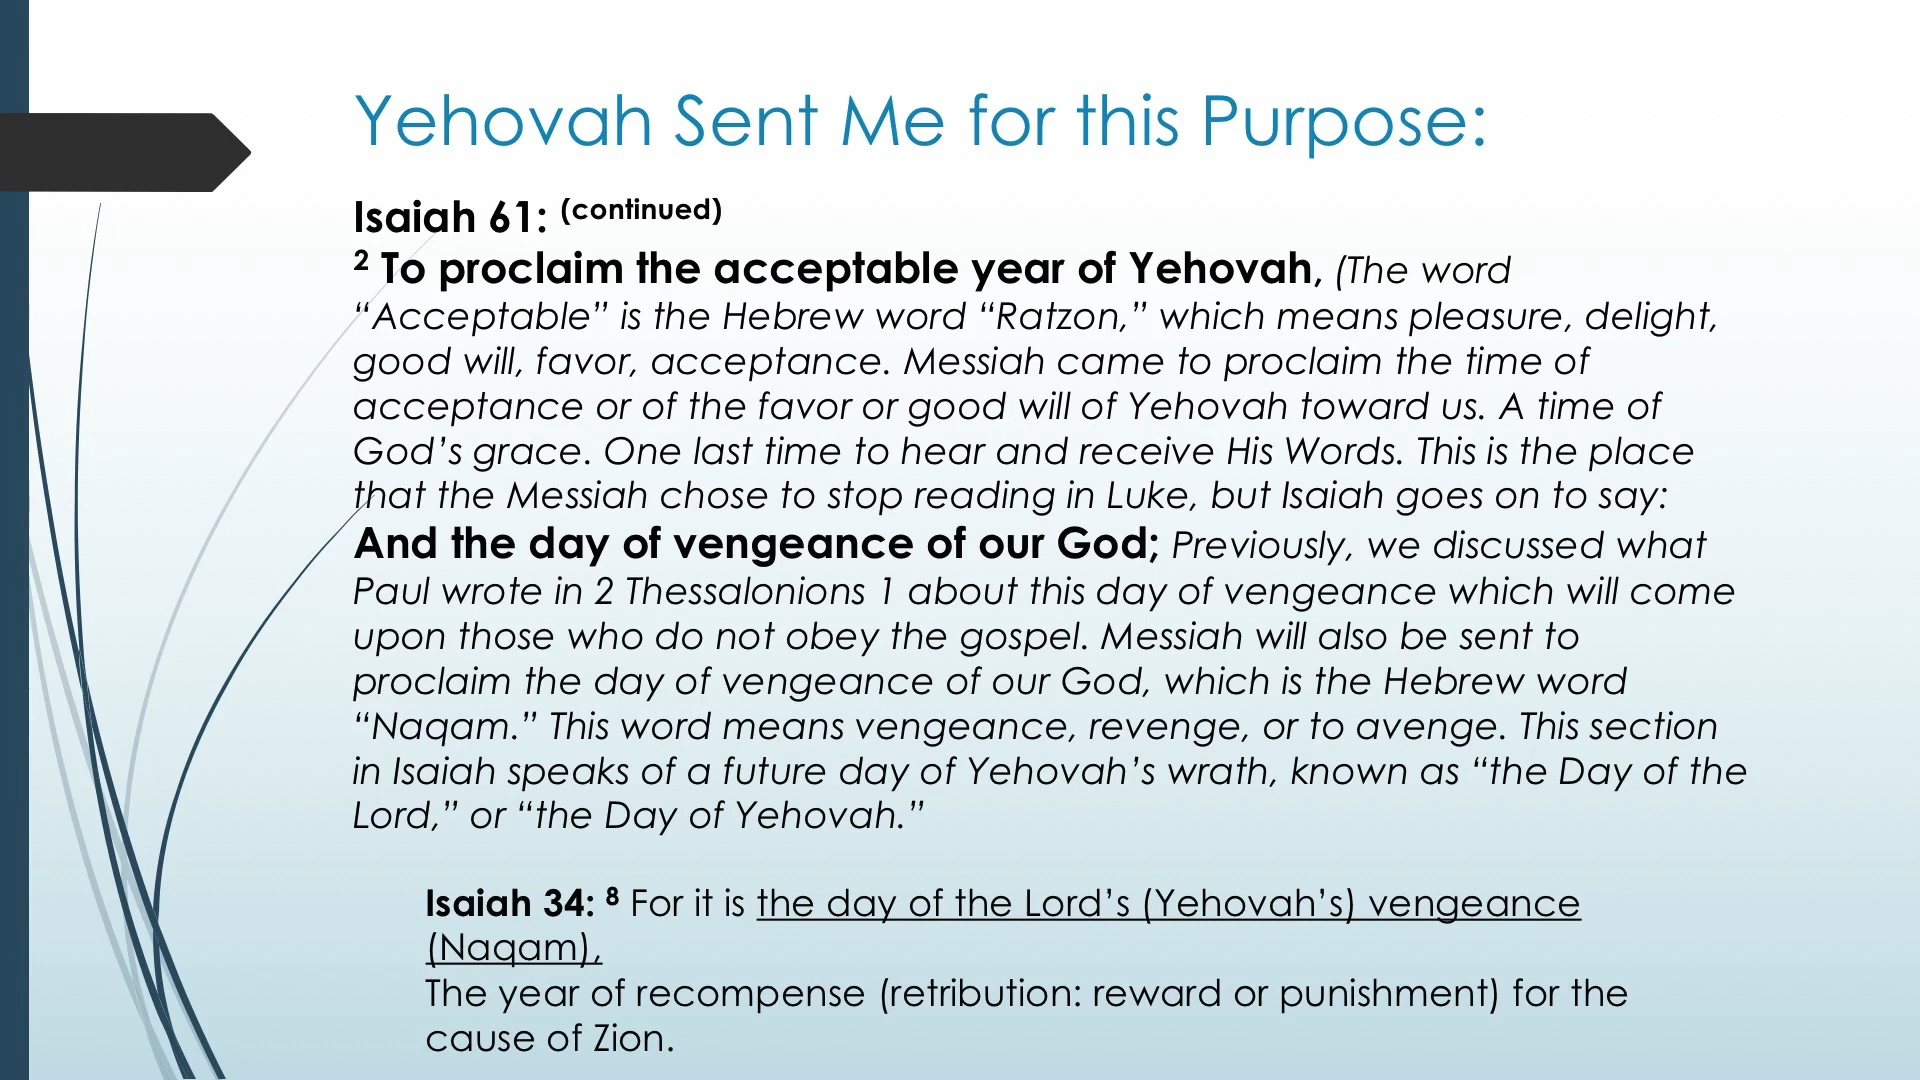 Yehovah Sent Me for this Purpose:
Isaiah 61: (continued)
2 To proclaim the acceptable year of Yehovah, (The word
“Acceptable” is the Hebrew word “Ratzon,” which means pleasure, delight,
good will, favor, acceptance. Messiah came to proclaim the time of
acceptance or of the favor or good will of Yehovah toward us. A time of
God’s grace. One last time to hear and receive His Words. This is the place
that the Messiah chose to stop reading in Luke, but Isaiah goes on to say:
And the day of vengeance of our God; Previously, we discussed what
Paul wrote in 2 Thessalonions 1 about this day of vengeance which will come
upon those who do not obey the gospel. Messiah will also be sent to
proclaim the day of vengeance of our God, which is the Hebrew word
“Naqam.” This word means vengeance, revenge, or to avenge. This section
in Isaiah speaks of a future day of Yehovah’s wrath, known as “the Day of the
Lord,” or “the Day of Yehovah.”
Isaiah 34: 8 For it is the day of the Lord’s (Yehovah’s) vengeance
(Naqam),
The year of recompense (retribution: reward or punishment) for the
cause of Zion.